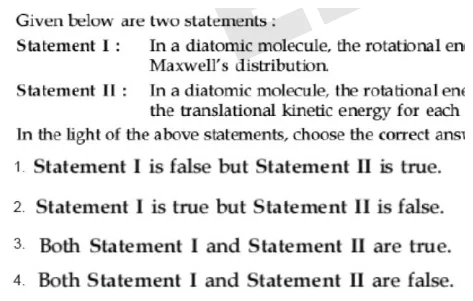 Given below are two statements :
Statement I : In a diatomic molecule, the rotational
Maxwell's distribution.
Statement II : In a diatomic molecule, the rotational
the translational kinetic energy for each
In the light of the above statements, choose the correct
1. Statement I is false but Statement II is true.
2. Statement I is true but Statement II is false.
3. Both Statement I and Statement II are true.
4. Both Statement I and Statement II are false.